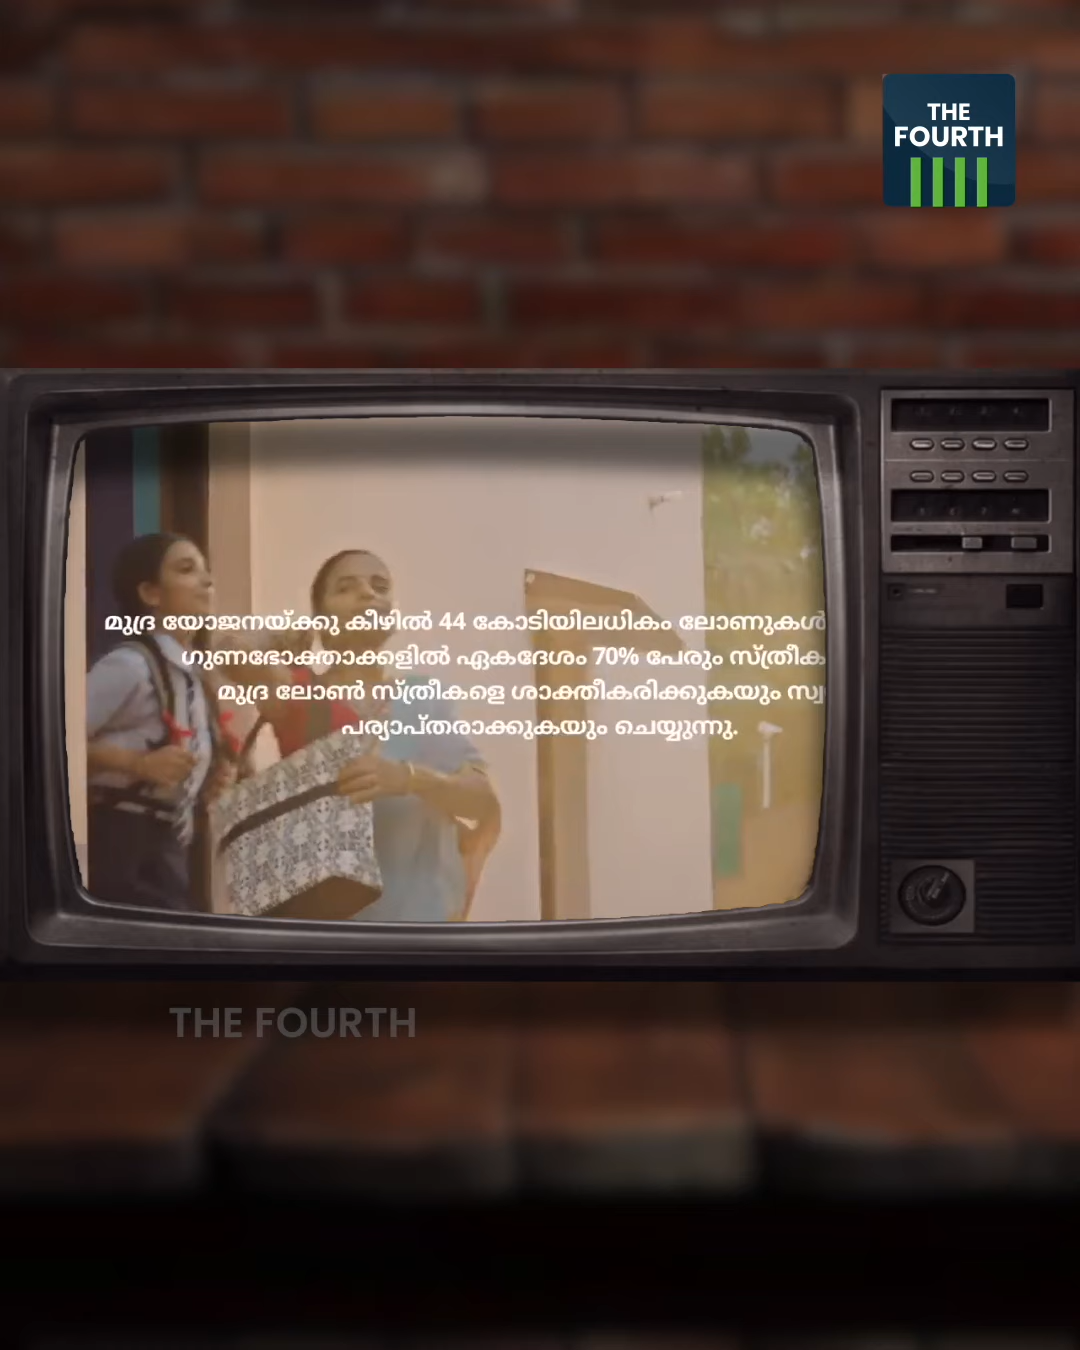 THE
FOURTH
മുദ്ര യോജനയ്ക്കു കീഴിൽ 44 കോടിയിലധികം ലോണുകൾ
ഗുണഭോക്താക്കളിൽ ഏകദേശം 70% പേരും
മുദ്ര ലോൺ സ്ത്രീകളെ ശാക്തീകരിക്കുകയും
പര്യാപ്തരാക്കുകയും ചെയ്യുന്നു.
THE FOURTH